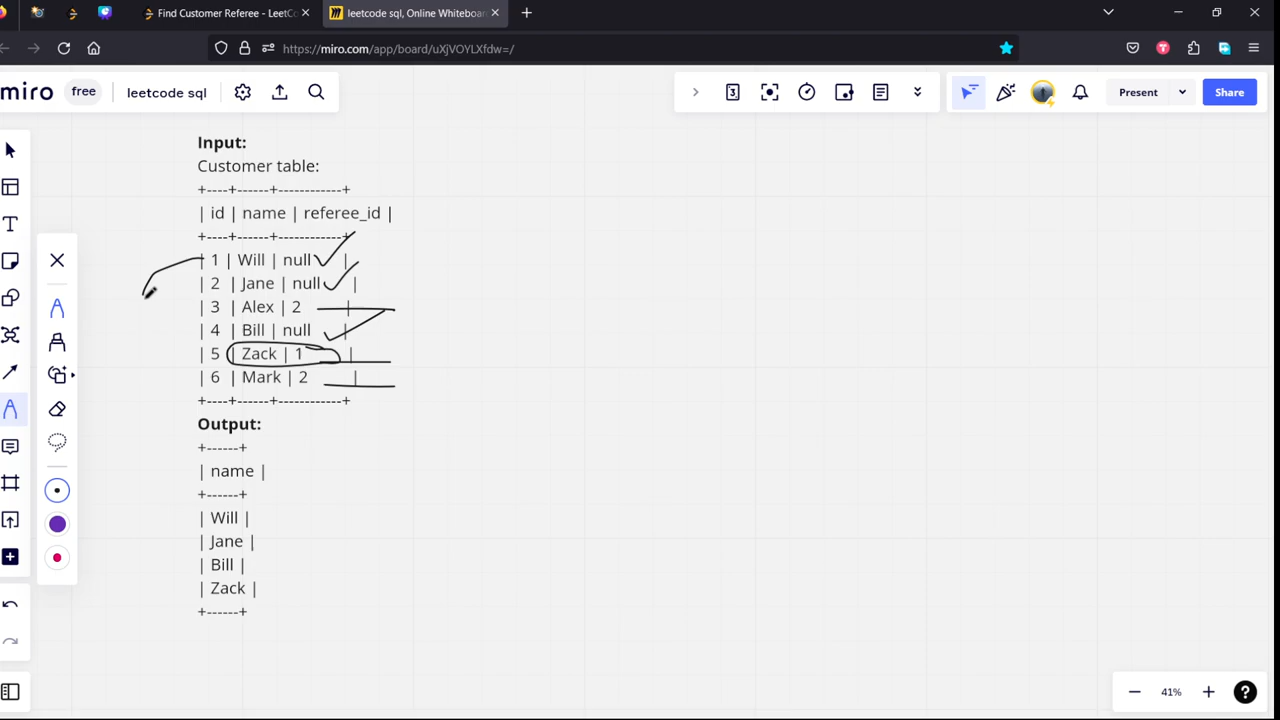 Find Customer Referee - LeetCo
leetcode sql, Online Whiteboard
https://miro.com/app/board/uXjVOYLXfdw=/
miro
free
leetcode sql
3
Present
Share
Input:
Customer table:
+----+------+------------+
| id | name | referee_id |
+----+------+------------+
| 1 | Will | null |
| 2 | Jane | null |
| 3 | Alex | 2 |
| 4 | Bill | null |
| 5 | Zack | 1 |
| 6 | Mark | 2 |
+----+------+------------+
Output:
+------+
| name |
+------+
| Will |
| Jane |
| Bill |
| Zack |
+------+
41%